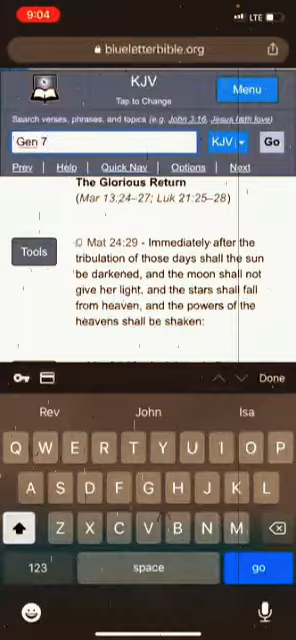 9:04
LTE
blueletterbible.org
KJV
Tap to Change
Menu
Search verses, phrases, and topics (e.g. John 3:16, Jesus faith love)
Gen 7
KJV
Go
Prev | Help | Quick Nav | Options | Next
The Glorious Return
(Mar 13:24–27; Luk 21:25–28)
Tools
Mat 24:29 - Immediately after the
tribulation of those days shall the sun
be darkened, and the moon shall not
give her light, and the stars shall fall
from heaven, and the powers of the
heavens shall be shaken:
Done
Rev John Isa
Q W E R T Y U I O P
A S D F G H J K L
Z X C V B N M
123 space go